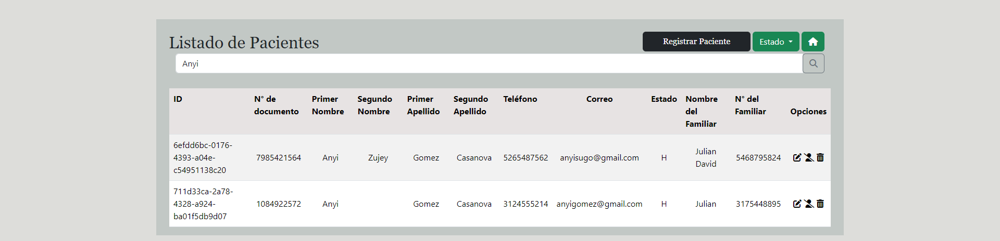 Listado de Pacientes
Registrar Paciente
Estado
Anyi
ID N° de documento Primer Nombre Segundo Nombre Primer Apellido Segundo Apellido Teléfono Correo Estado Nombre del Familiar N° del Familiar Opciones
6efdd6bc-0176-4393-a04e-c54951138c20 7985421564 Anyi Zujey Gomez Casanova 5265487562 anyisugo@gmail.com H Julian David 5468795824
711d33ca-2a78-4328-a924-ba01f5db9d07 1084922572 Anyi Gomez Casanova 3124555214 anyigomez@gmail.com H Julian 3175448895